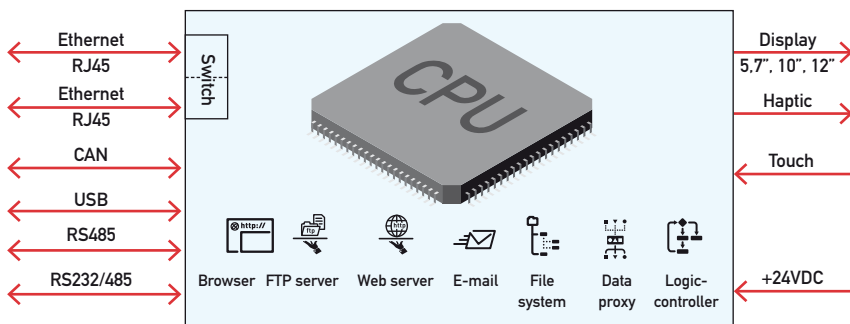 Ethernet
RJ45
Ethernet
RJ45
CAN
USB
RS485
RS232/485
Switch
CPU
http://
ftp
http
Browser
FTP server
Web server
E-mail
File
system
Data
proxy
Logic-
controller
Display
5,7”, 10”, 12”
Haptic
Touch
+24VDC